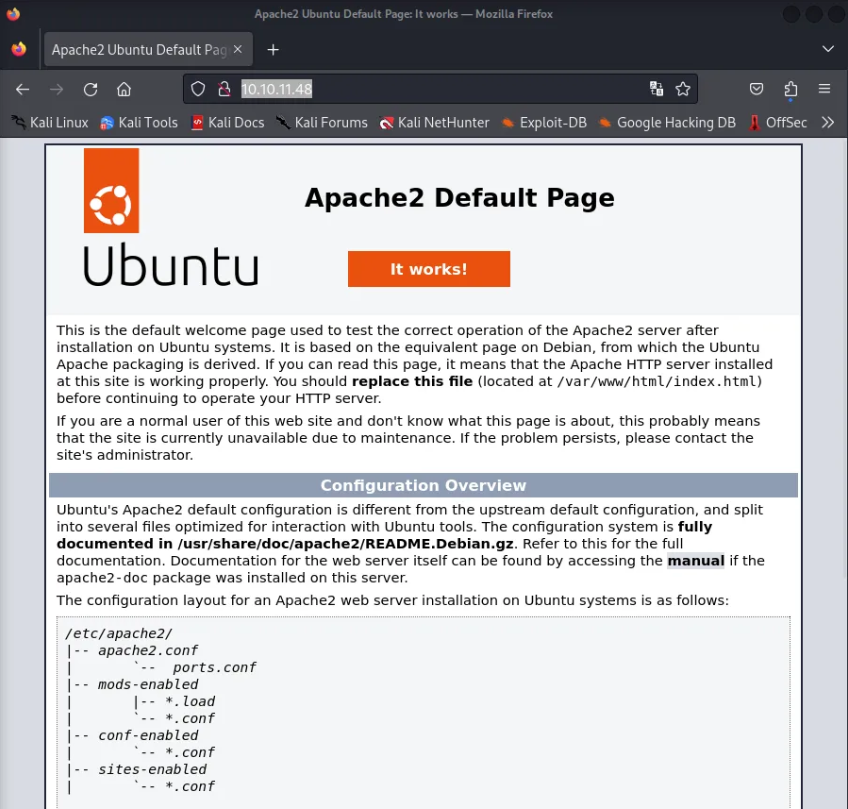 Apache2 Ubuntu Default Page: It works — Mozilla Firefox
Apache2 Ubuntu Default Pag
10.10.11.48
Kali Linux Kali Tools Kali Docs Kali Forums Kali NetHunter Exploit-DB Google Hacking DB OffSec
Apache2 Default Page
Ubuntu
It works!
This is the default welcome page used to test the correct operation of the Apache2 server after
installation on Ubuntu systems. It is based on the equivalent page on Debian, from which the Ubuntu
Apache packaging is derived. If you can read this page, it means that the Apache HTTP server installed
at this site is working properly. You should replace this file (located at /var/www/html/index.html)
before continuing to operate your HTTP server.
If you are a normal user of this web site and don't know what this page is about, this probably means
that the site is currently unavailable due to maintenance. If the problem persists, please contact the
site's administrator.
Configuration Overview
Ubuntu's Apache2 default configuration is different from the upstream default configuration, and split
into several files optimized for interaction with Ubuntu tools. The configuration system is fully
documented in /usr/share/doc/apache2/README.Debian.gz. Refer to this for the full
documentation. Documentation for the web server itself can be found by accessing the manual if the
apache2-doc package was installed on this server.
The configuration layout for an Apache2 web server installation on Ubuntu systems is as follows:
/etc/apache2/
|-- apache2.conf
|       `--  ports.conf
|-- mods-enabled
|       |-- *.load
|       `-- *.conf
|-- conf-enabled
|       `-- *.conf
|-- sites-enabled
|       `-- *.conf